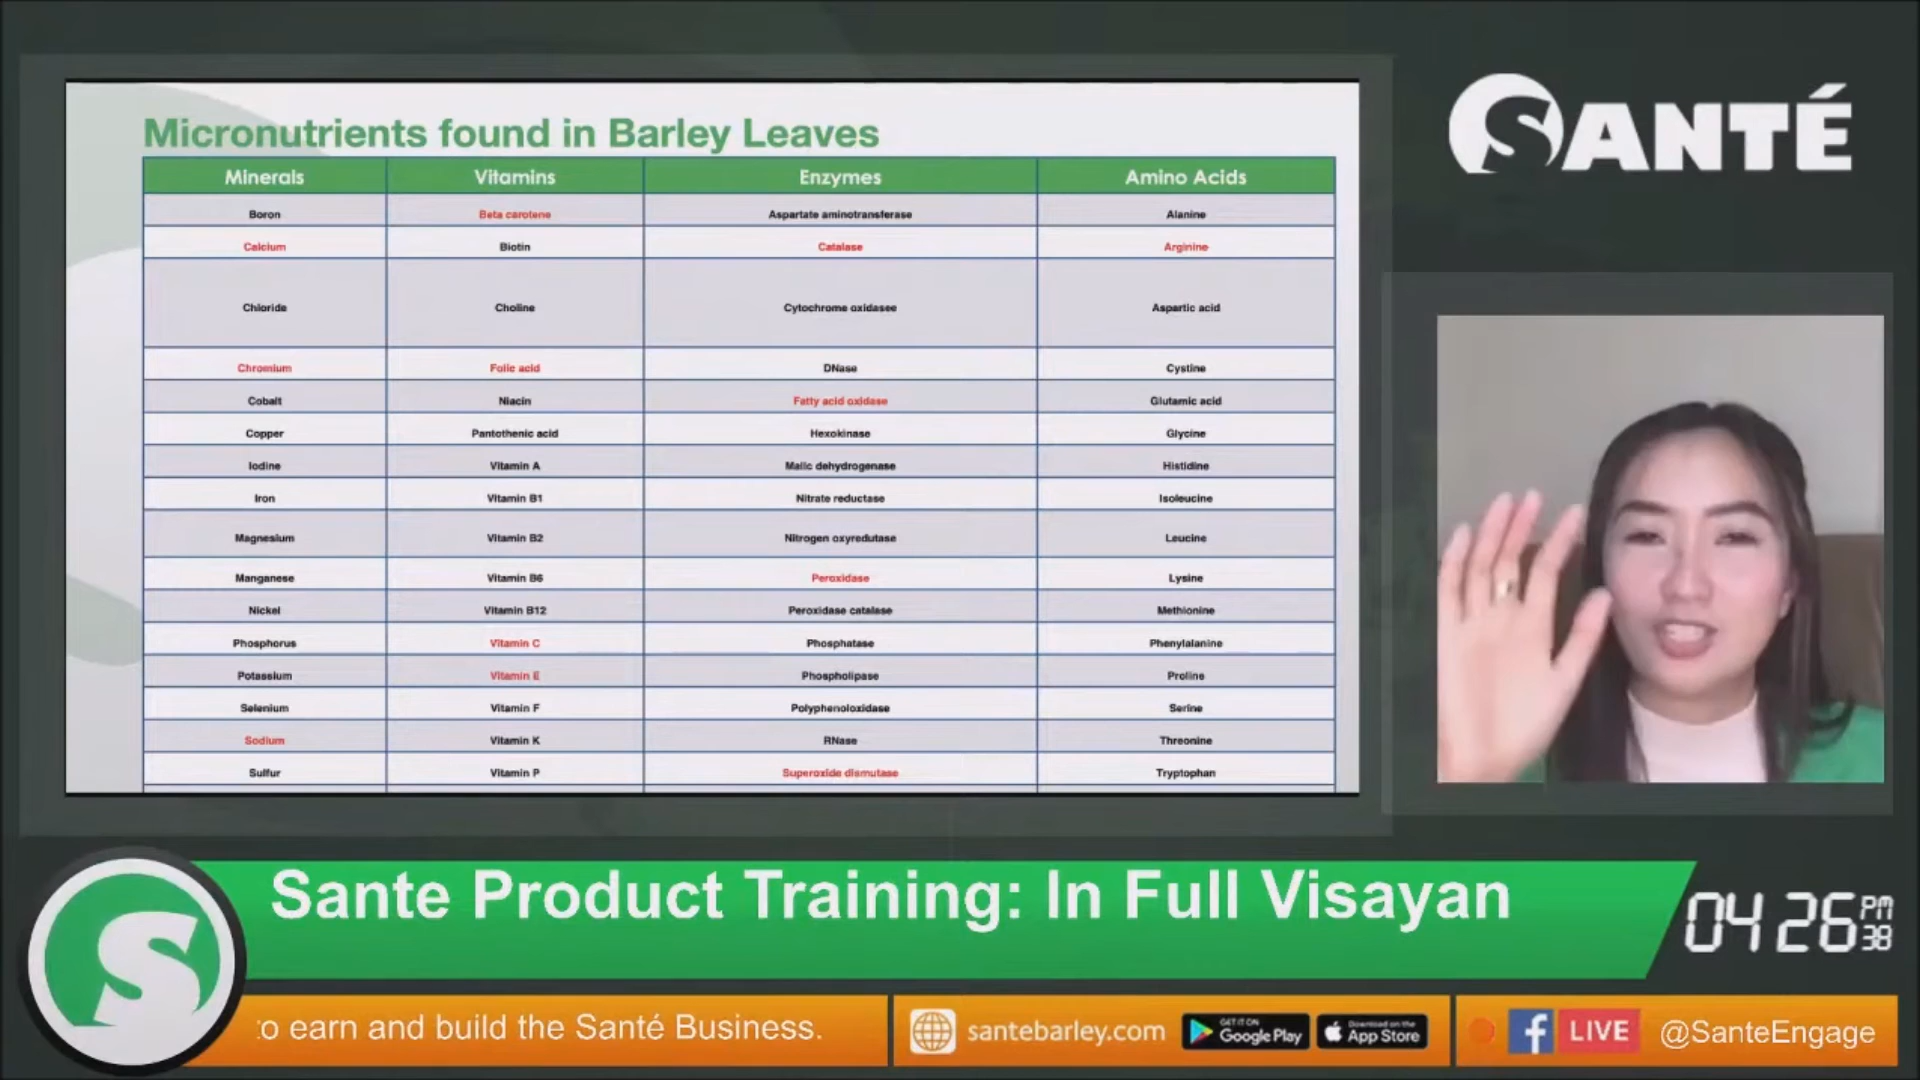 Micronutrients found in Barley Leaves
Minerals Vitamins Enzymes Amino Acids
Boron Beta carotene Aspartate aminotransferase Alanine
Calcium Biotin Catalase Arginine
Chloride Choline Cytochrome oxidasee Aspartic acid
Chromium Folic acid DNase Cystine
Cobalt Niacin Fatty acid oxidase Glutamic acid
Copper Pantothenic acid Hexokinase Glycine
Iodine Vitamin A Malic dehydrogenase Histidine
Iron Vitamin B1 Nitrate reductase Isoleucine
Magnesium Vitamin B2 Nitrogen oxyredutase Leucine
Manganese Vitamin B6 Peroxidase Lysine
Nickel Vitamin B12 Peroxidase catalase Methionine
Phosphorus Vitamin C Phosphatase Phenylalanine
Potassium Vitamin E Phospholipase Proline
Selenium Vitamin F Polyphenoloxidase Serine
Sodium Vitamin K RNase Threonine
Sulfur Vitamin P Superoxide dismutase Tryptophan
SANTÉ
Sante Product Training: In Full Visayan
04 26 PM 38
S
o earn and build the Santé Business.
santebarley.com
GET IT ON
Google Play
Download on the
App Store
f LIVE @SanteEngage